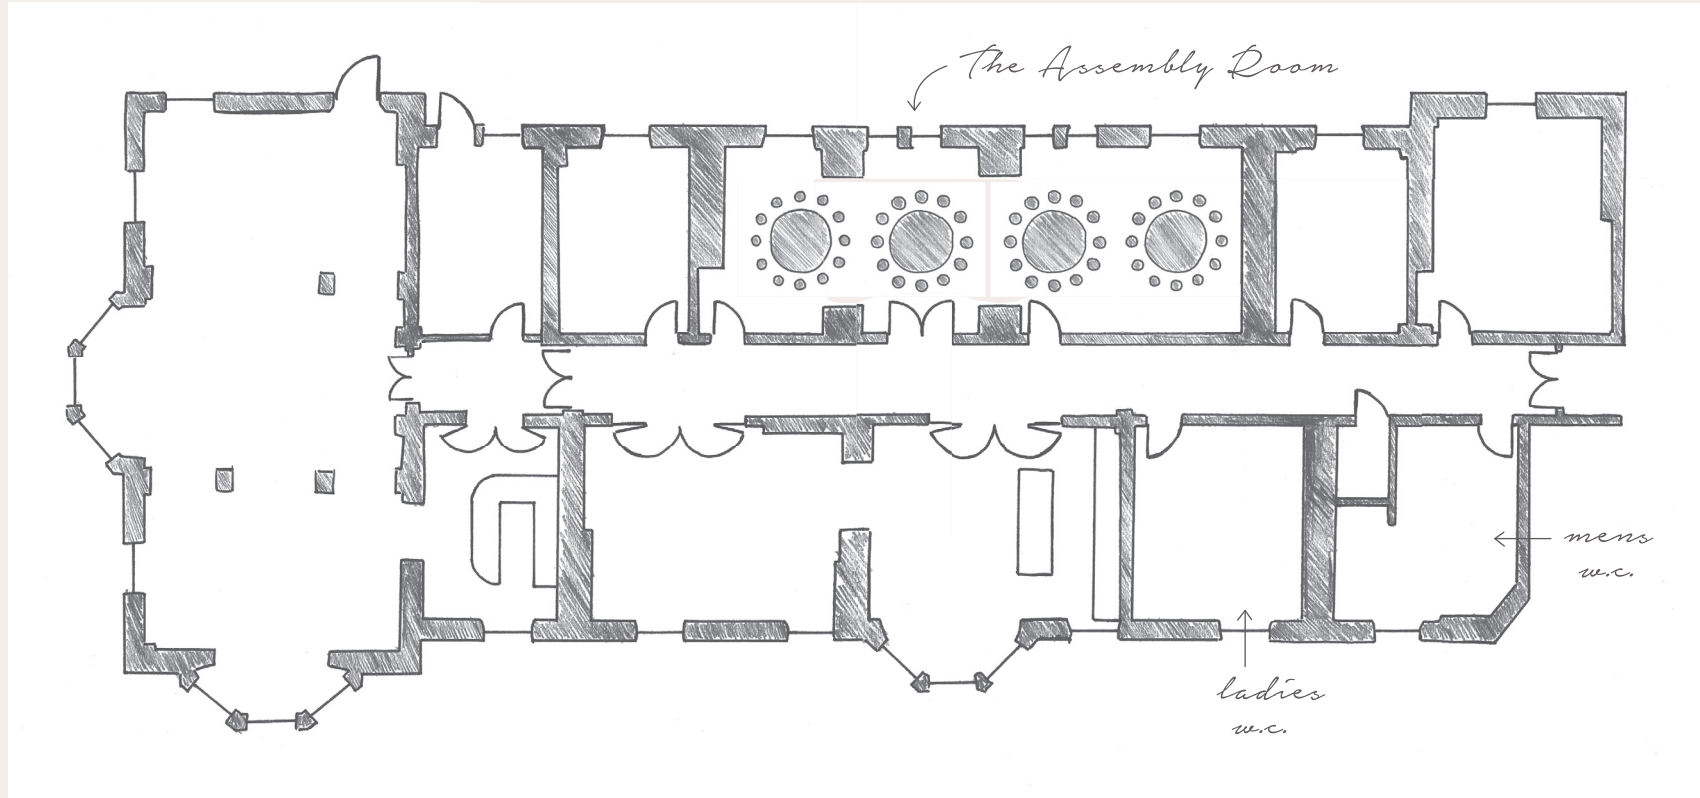 The Assembly Room
mens
w.c.
ladies
w.c.